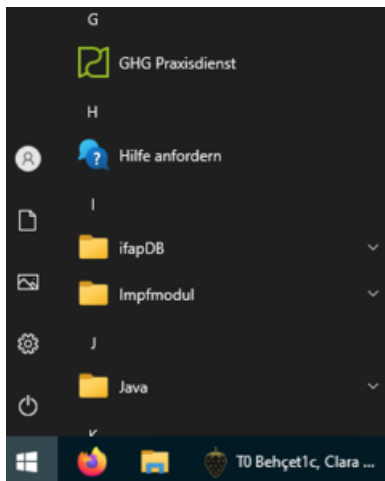 G
GHG Praxisdienst
H
Hilfe anfordern
I
ifapDB
Impfmodul
J
Java
K
T0 Behçet1c, Clara ...